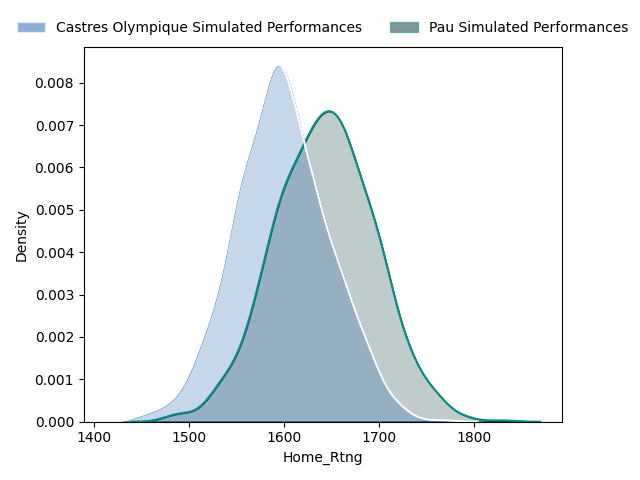 Castres Olympique Simulated Performances
Pau Simulated Performances
Density
0.008
0.007
0.006
0.005
0.004
0.003
0.002
0.001
0.000
1400 1500 1600 1700 1800
Home_Rtng